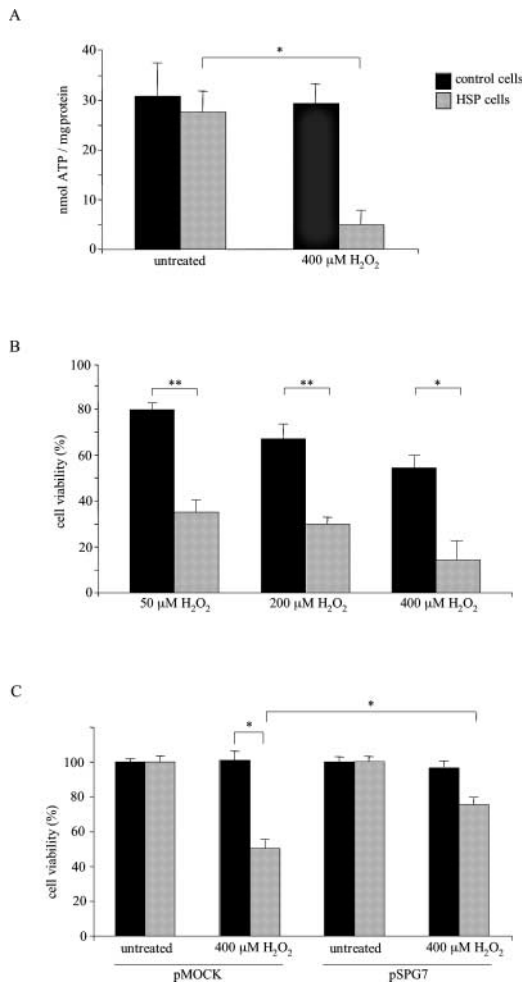 A
*
40
30
20
10
0
nmol ATP / mgprotein
control cells
HSP cells
untreated 400 µM H₂O₂
B
100
80
60
40
20
0
cell viability (%)
** ** *
50 µM H₂O₂ 200 µM H₂O₂ 400 µM H₂O₂
C
*
*
100
80
60
40
20
0
cell viability (%)
untreated 400 µM H₂O₂ untreated 400 µM H₂O₂
pMOCK pSPG7